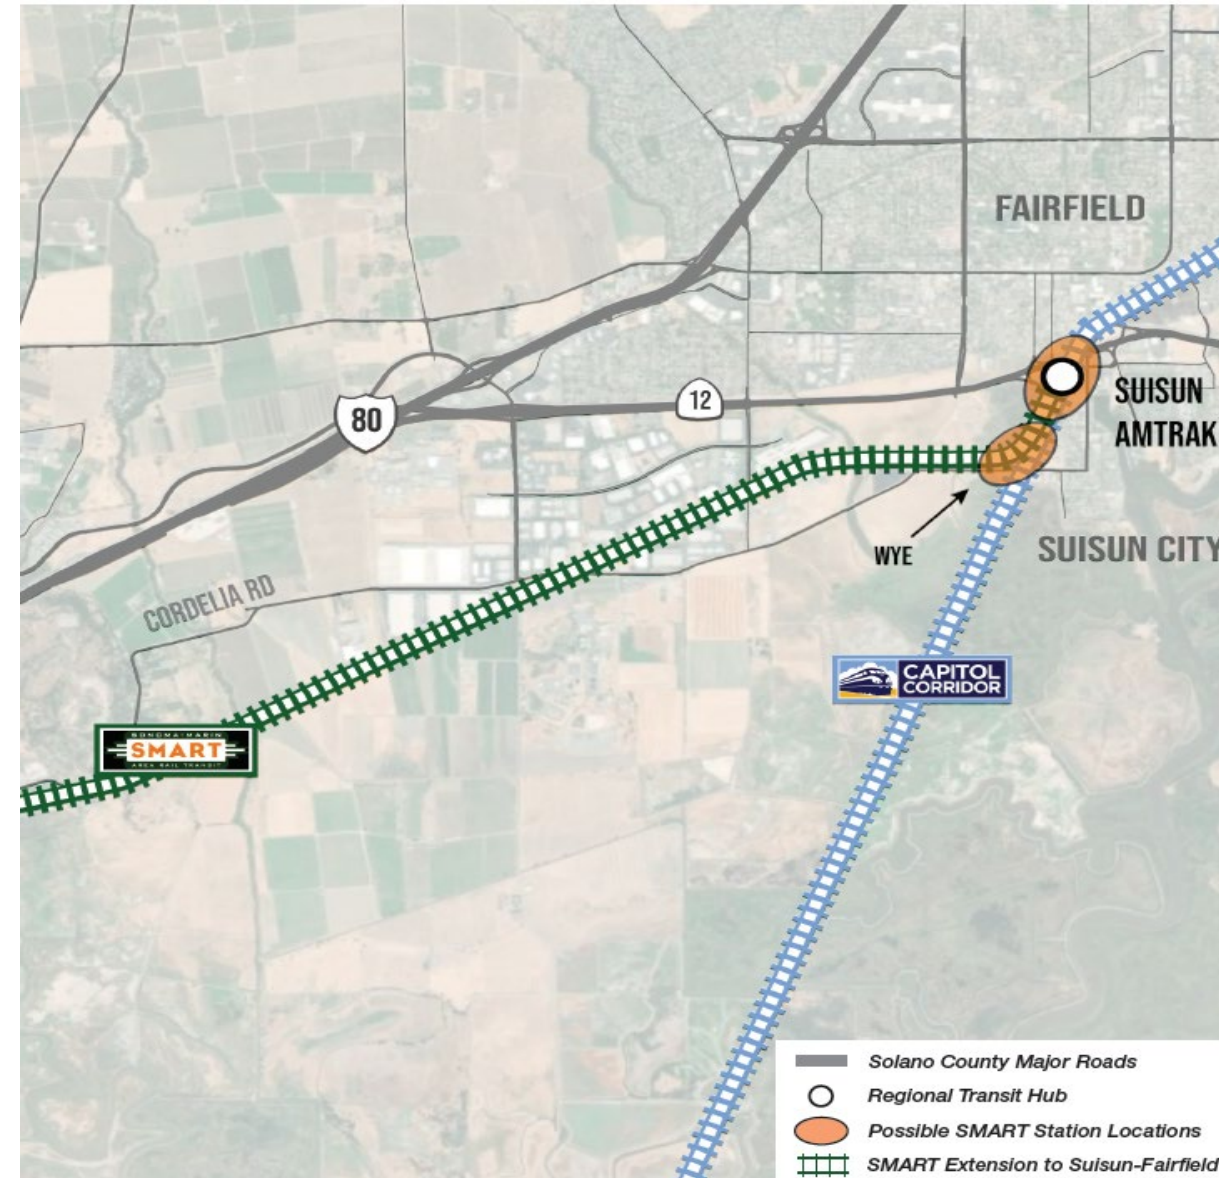 FAIRFIELD
80
12
SUISUN
AMTRAK
WYE
SUISUN CITY
CORDELIA RD
CAPITOL
CORRIDOR
SONOMA-MARIN
SMART
AREA RAIL TRANSIT
Solano County Major Roads
Regional Transit Hub
Possible SMART Station Locations
SMART Extension to Suisun-Fairfield